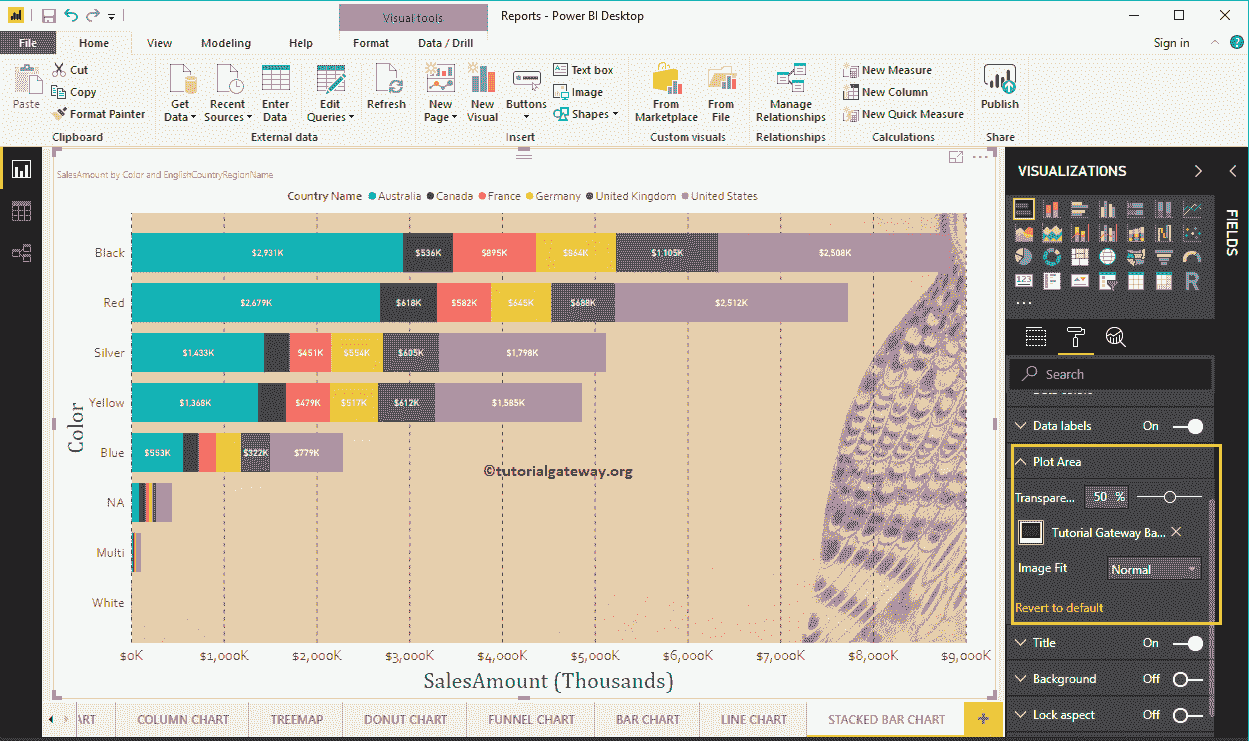 Visual tools
Reports - Power BI Desktop
File Home View Modeling Help Format Data / Drill Sign in
Paste
Cut
Copy
Format Painter
Clipboard
Get Data
Recent Sources
Enter Data
Edit Queries
External data
Refresh
New Page
New Visual
Buttons
Text box
Image
Shapes
Insert
From Marketplace
From File
Custom visuals
Manage Relationships
Relationships
New Measure
New Column
New Quick Measure
Calculations
Publish
Share
SalesAmount by Color and EnglishCountryRegionName
Country Name Australia Canada France Germany United Kingdom United States
Black $2,931K $536K $895K $864K $1,105K $2,508K
Red $2,679K $618K $582K $645K $688K $2,512K
Silver $1,433K $451K $554K $605K $1,798K
Yellow $1,368K $479K $517K $612K $1,585K
Blue $553K $322K $779K
NA
Multi
White
Color
©tutorialgateway.org
$0K $1,000K $2,000K $3,000K $4,000K $5,000K $6,000K $7,000K $8,000K $9,000K
SalesAmount (Thousands)
ART COLUMN CHART TREEMAP DONUT CHART FUNNEL CHART BAR CHART LINE CHART STACKED BAR CHART +
VISUALIZATIONS
FIELDS
123
R
Search
Data labels On
Plot Area
Transpare... 50 %
Tutorial Gateway Ba...
Image Fit Normal
Revert to default
Title On
Background Off
Lock aspect Off